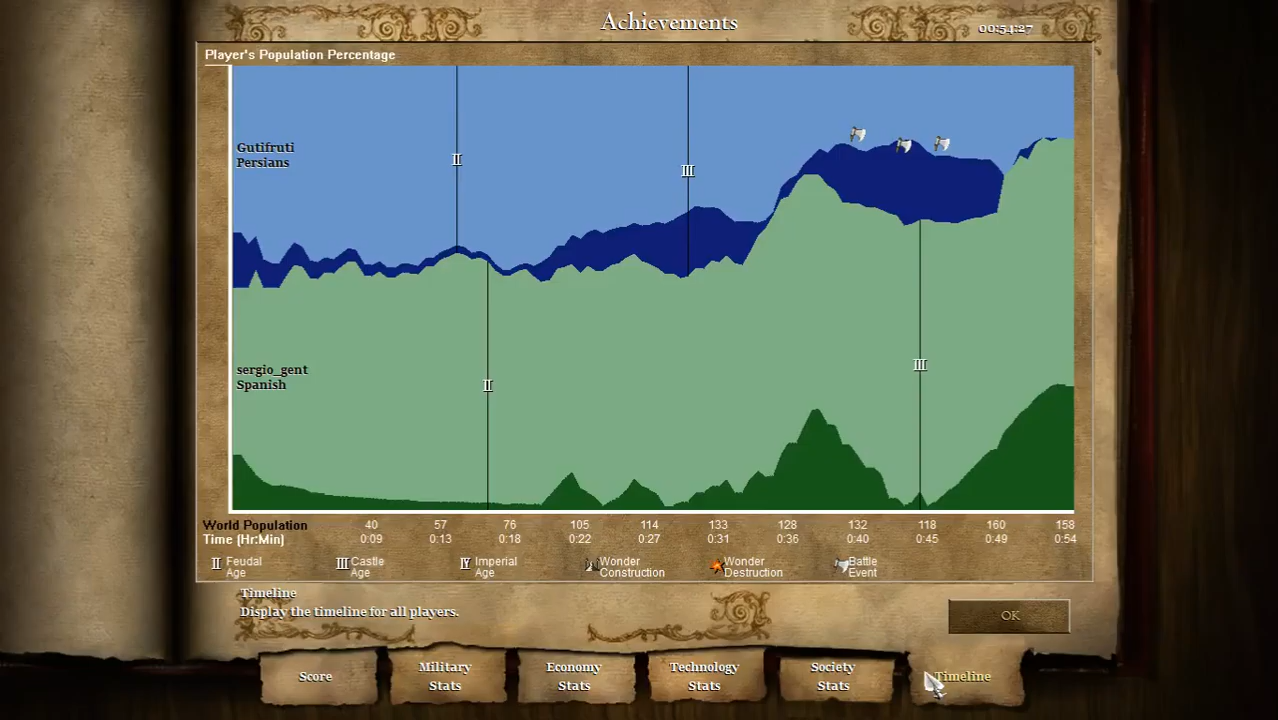 Achievements
00:54:27
Player's Population Percentage
Gutifruti
Persians
II
III
sergio_gent
Spanish
II
III
World Population 40 57 76 105 114 133 128 132 118 160 158
Time (Hr:Min) 0:09 0:13 0:18 0:22 0:27 0:31 0:36 0:40 0:45 0:49 0:54
II Feudal Age
III Castle Age
IV Imperial Age
Wonder Construction
Wonder Destruction
Battle Event
Timeline
Display the timeline for all players.
OK
Score
Military Stats
Economy Stats
Technology Stats
Society Stats
Timeline